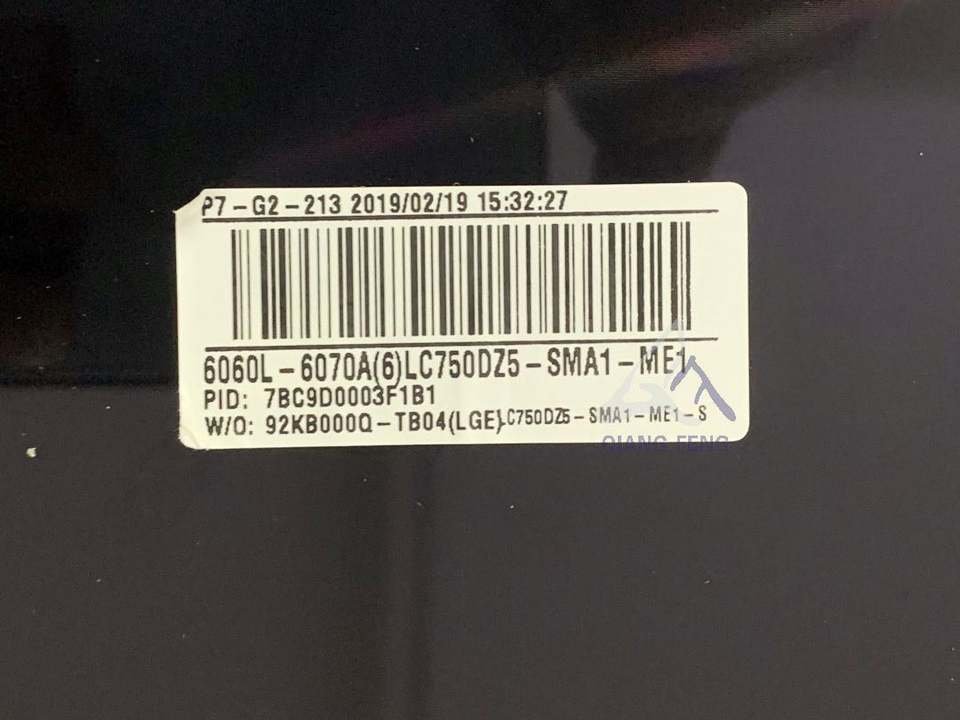 P7-G2-213 2019/02/19 15:32:27
6060L-6070A(6)LC750DZ5-SMA1-ME1
PID: 7BC9D0003F1B1
W/O: 92KB000Q-TB04(LGE)LC750DZ5-SMA1-ME1-S
QIANG FENG